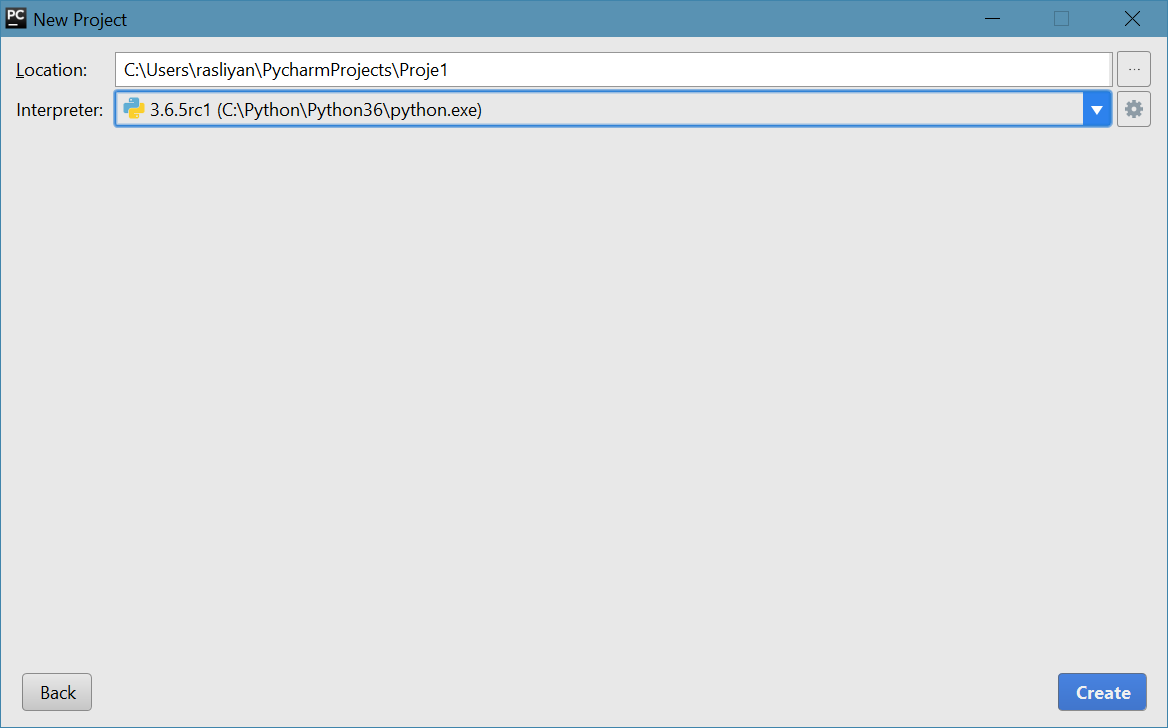 PC New Project
Location: C:\Users\rasliyan\PycharmProjects\Proje1 ...
Interpreter: 3.6.5rc1 (C:\Python\Python36\python.exe)
Back Create